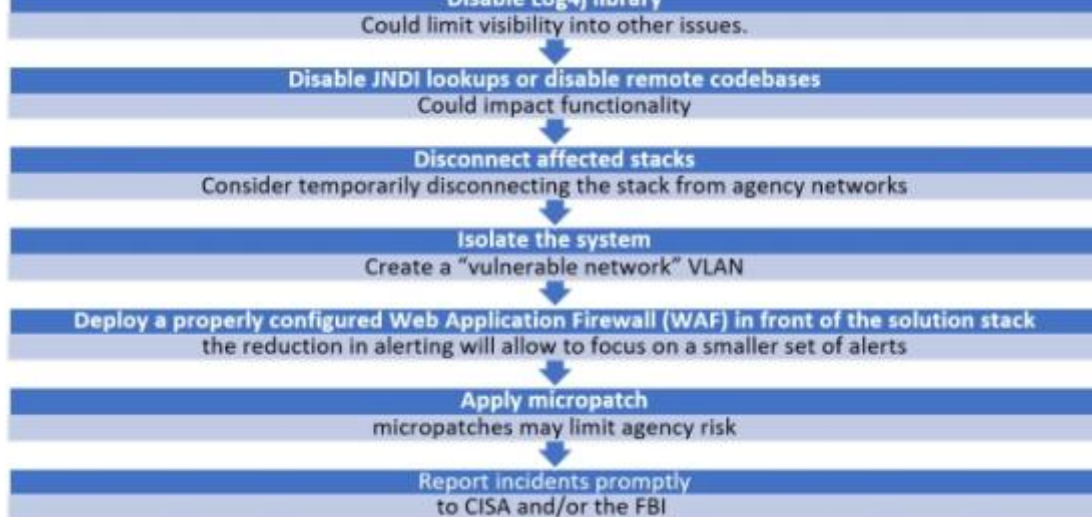 Disable Log4j library
Could limit visibility into other issues.
Disable JNDI lookups or disable remote codebases
Could impact functionality
Disconnect affected stacks
Consider temporarily disconnecting the stack from agency networks
Isolate the system
Create a “vulnerable network” VLAN
Deploy a properly configured Web Application Firewall (WAF) in front of the solution stack
the reduction in alerting will allow to focus on a smaller set of alerts
Apply micropatch
micropatches may limit agency risk
Report incidents promptly
to CISA and/or the FBI